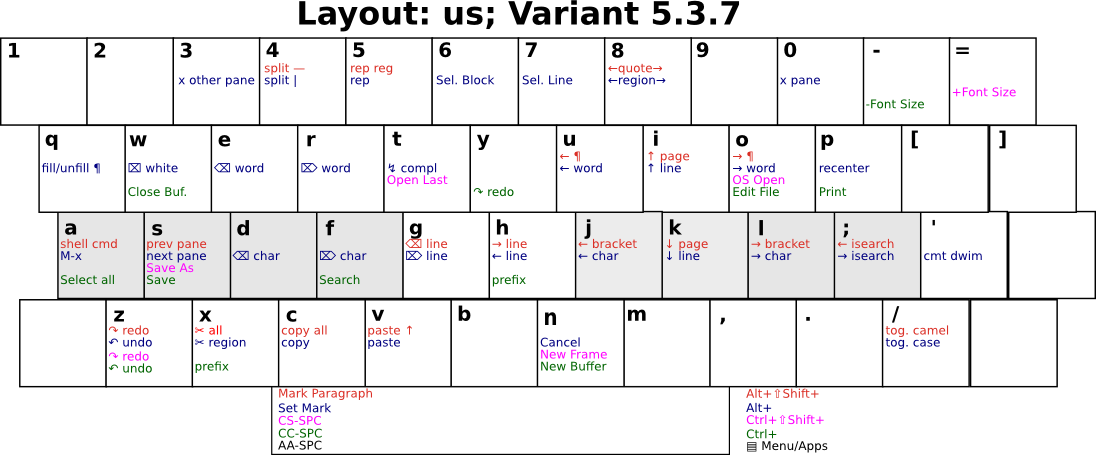 Layout: us; Variant 5.3.7
1 2 3 4 5 6 7 8 9 0 - =
split — rep reg ←quote→
x other pane split | rep Sel. Block Sel. Line ←region→ x pane
+Font Size
-Font Size
q w e r t y u i o p [ ]
← ¶ ↑ page → ¶
fill/unfill ¶ ⌧ white ⌫ word ⌦ word ↯ compl ← word ↑ line → word recenter
Open Last OS Open
Close Buf. ↷ redo Edit File Print
a s d f g h j k l ; '
shell cmd prev pane ⌫ line → line ← bracket ↓ page → bracket ← isearch
M-x next pane ⌫ char ⌦ char ⌦ line ← line ← char ↓ line → char → isearch cmt dwim
Save As
Select all Save Search prefix
z x c v b n m , . /
↷ redo ✂ all copy all paste ↑ tog. camel
↶ undo ✂ region copy paste Cancel tog. case
↷ redo New Frame
↶ undo prefix New Buffer
Mark Paragraph Alt+⇧Shift+
Set Mark Alt+
CS-SPC Ctrl+⇧Shift+
CC-SPC Ctrl+
AA-SPC ▤ Menu/Apps